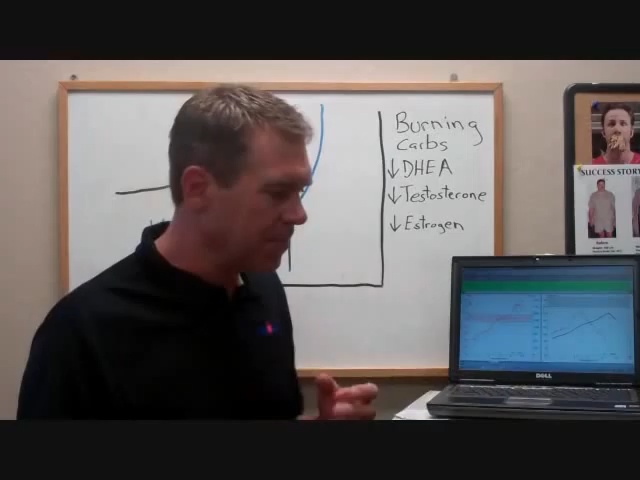 Burning
Carbs
↓ DHEA
↓ Testosterone
↓ Estrogen
SUCCESS STORY
DELL